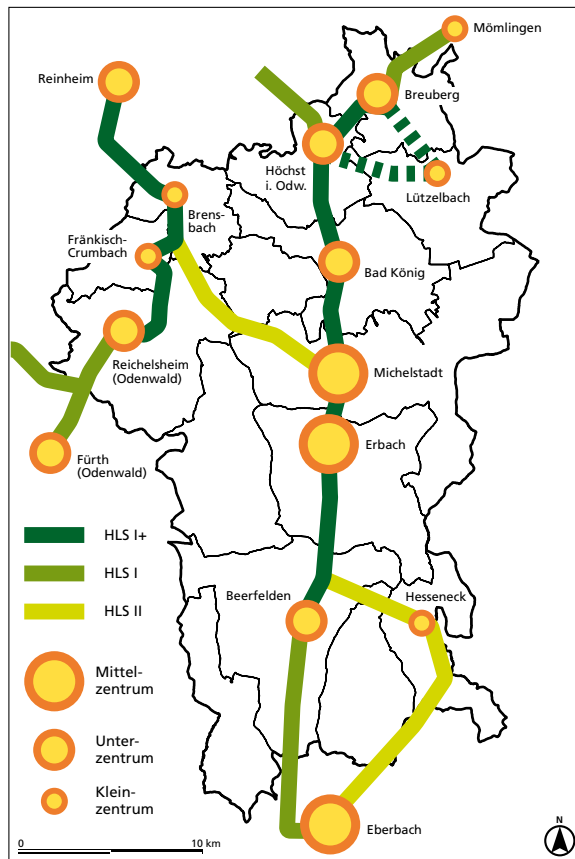 Mömlingen
Reinheim
Breuberg
Höchst
i. Odw.
Lützelbach
Brens-
bach
Fränkisch-
Crumbach
Bad König
Reichelsheim
(Odenwald)
Michelstadt
Erbach
Fürth
(Odenwald)
HLS I+
HLS I
HLS II
Beerfelden
Hesseneck
Mittel-
zentrum
Unter-
zentrum
Klein-
zentrum
Eberbach
N
0
10 km